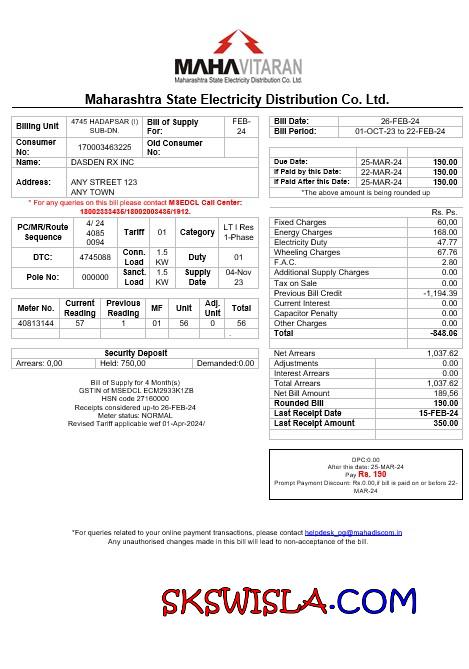 MAHAVITARAN
Maharashtra State Electricity Distribution Co. Ltd.
Maharashtra State Electricity Distribution Co. Ltd.
Billing Unit 4745 HADAPSAR (I) SUB-DN. Bill of Supply For: FEB-24
Consumer No: 170003463225 Old Consumer No:
Name: DASDEN RX INC
Address: ANY STREET 123
ANY TOWN
* For any queries on this bill please contact MSEDCL Call Center:
18002333435/18002003435/1912.
PC/MR/Route Sequence 4/ 24 4085 0094 Tariff 01 Category LT I Res 1-Phase
DTC: 4745088 Conn. Load 1.5 KW Duty 01
Pole No: 000000 Sanct. Load 1.5 KW Supply Date 04-Nov 23
Meter No. Current Reading Previous Reading MF Unit Adj. Unit Total
40813144 57 1 01 56 0 56
.
Security Deposit
Arrears: 0,00 Held: 750,00 Demanded:0.00
Bill of Supply for 4 Month(s)
GSTIN of MSEDCL ECM2933K1ZB
HSN code 27160000
Receipts considered up-to 26-FEB-24
Meter status: NORMAL
Revised Tariff applicable wef 01-Apr-2024/
Bill Date: 26-FEB-24
Bill Period: 01-OCT-23 to 22-FEB-24
Due Date: 25-MAR-24 190.00
If Paid by this Date: 22-MAR-24 190.00
If Paid After this Date: 25-MAR-24 190.00
*The above amount is being rounded up
Rs. Ps.
Fixed Charges 60,00
Energy Charges 168.00
Electricity Duty 47.77
Wheeling Charges 67.76
F.A.C. 2.80
Additional Supply Charges 0.00
Tax on Sale 0.00
Previous Bill Credit -1,194.39
Current Interest 0.00
Capacitor Penalty 0.00
Other Charges 0.00
Total -848.06
Net Arrears 1,037.62
Adjustments 0.00
Interest Arrears 0.00
Total Arrears 1,037.62
Net Bill Amount 189,56
Rounded Bill 190.00
Last Receipt Date 15-FEB-24
Last Receipt Amount 350.00
DPC:0.00
After this date: 25-MAR-24
Pay Rs. 190
Prompt Payment Discount: Rs.0.00,if bill is paid on or before 22-
MAR-24
*For queries related to your online payment transactions, please contact helpdesk_pg@mahadiscom.in
Any unauthorised changes made in this bill will lead to non-acceptance of the bill.
SKSWISLA.COM